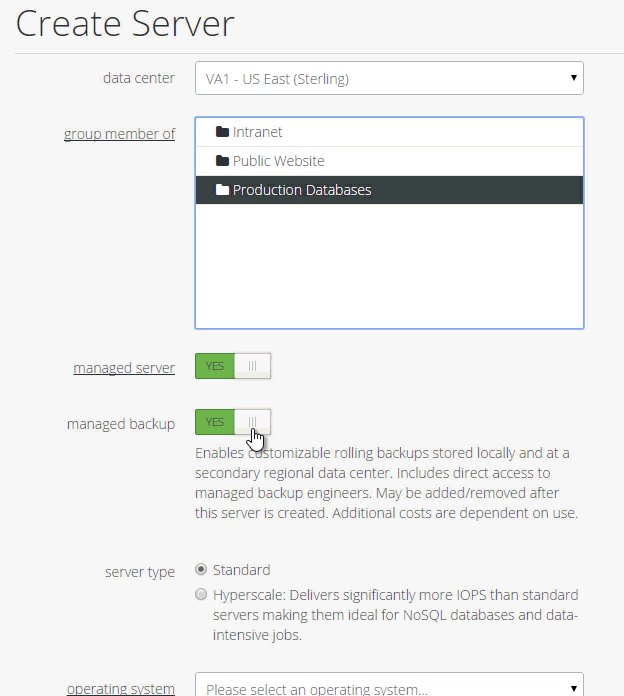 Create Server
data center
VA1 - US East (Sterling)
group member of
Intranet
Public Website
Production Databases
managed server
YES
managed backup
YES
Enables customizable rolling backups stored locally and at a
secondary regional data center. Includes direct access to
managed backup engineers. May be added/removed after
this server is created. Additional costs are dependent on use.
server type
Standard
Hyperscale: Delivers significantly more IOPS than standard
servers making them ideal for NoSQL databases and data-
intensive jobs.
operating system
Please select an operating system...